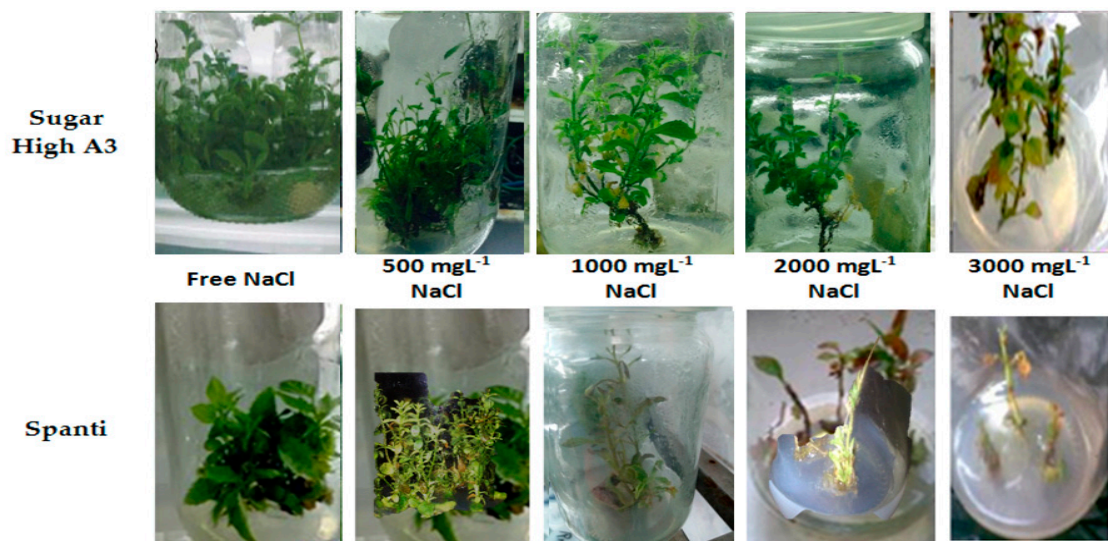 Sugar
High A3
Free NaCl
500 mgL⁻¹
NaCl
1000 mgL⁻¹
NaCl
2000 mgL⁻¹
NaCl
3000 mgL⁻¹
NaCl
Spanti